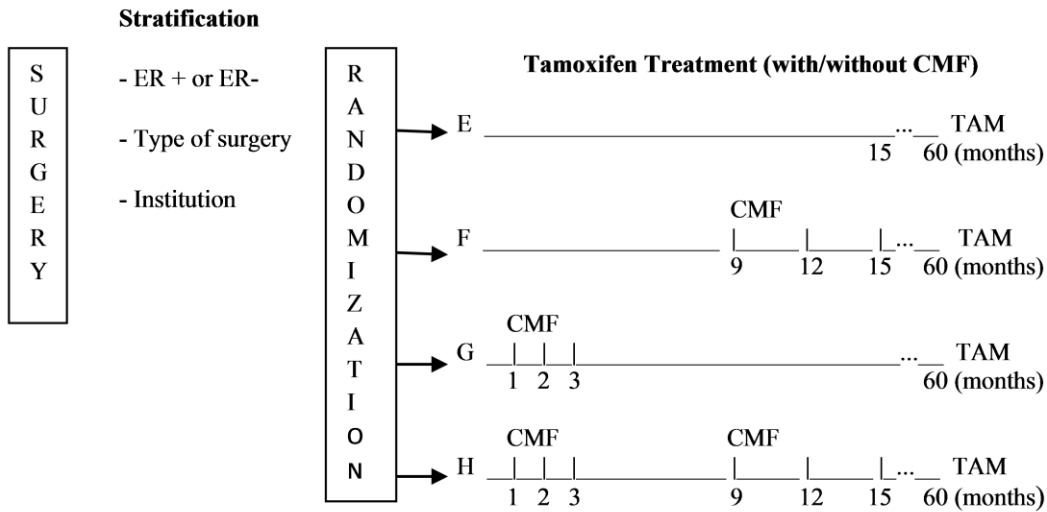 Stratification
SURGERY
- ER + or ER-
- Type of surgery
- Institution
RANDOMIZATION
Tamoxifen Treatment (with/without CMF)
E ... TAM
15 60 (months)
CMF
F ... TAM
9 12 15 60 (months)
CMF
G ... TAM
1 2 3 60 (months)
CMF CMF
H ... TAM
1 2 3 9 12 15 60 (months)